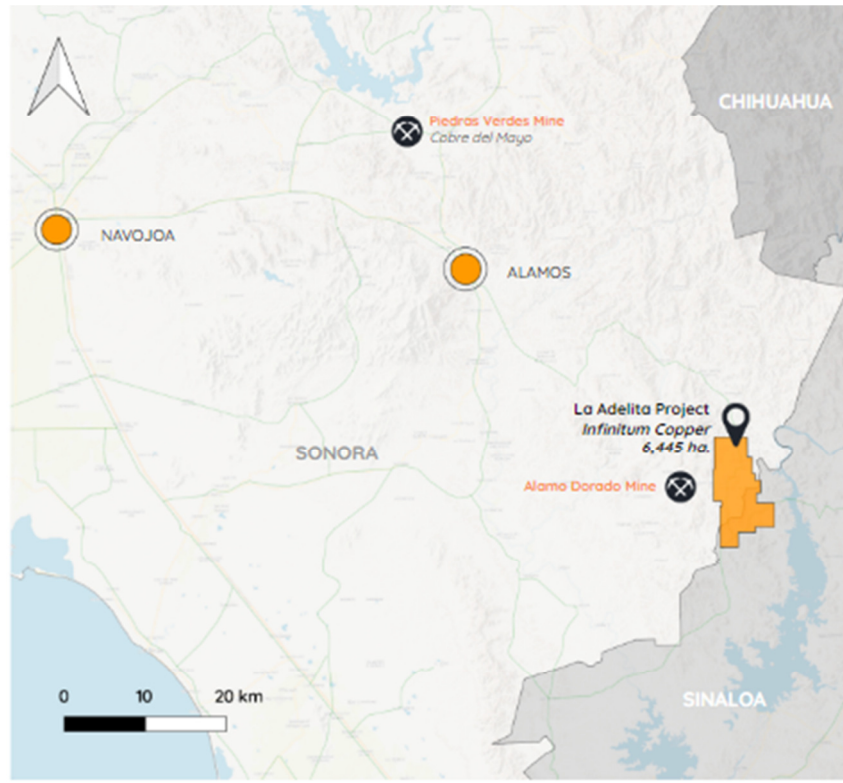 CHIHUAHUA
Piedras Verdes Mine
Cobre del Mayo
NAVOJOA
ALAMOS
La Adelita Project
Infinitum Copper
6,445 ha.
SONORA
Alamo Dorado Mine
SINALOA
0 10 20 km